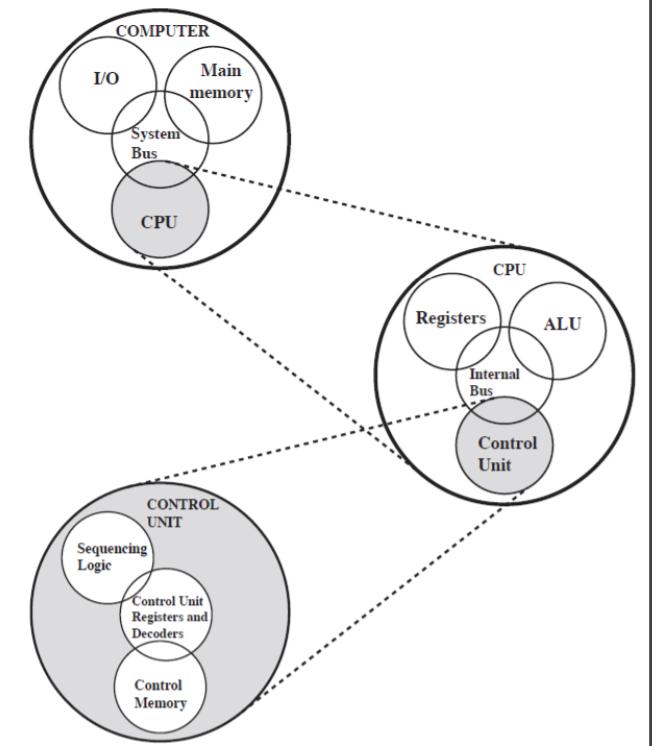 COMPUTER
I/O
Main
memory
System
Bus
CPU
CPU
Registers
ALU
Internal
Bus
Control
Unit
CONTROL
UNIT
Sequencing
Logic
Control Unit
Registers and
Decoders
Control
Memory